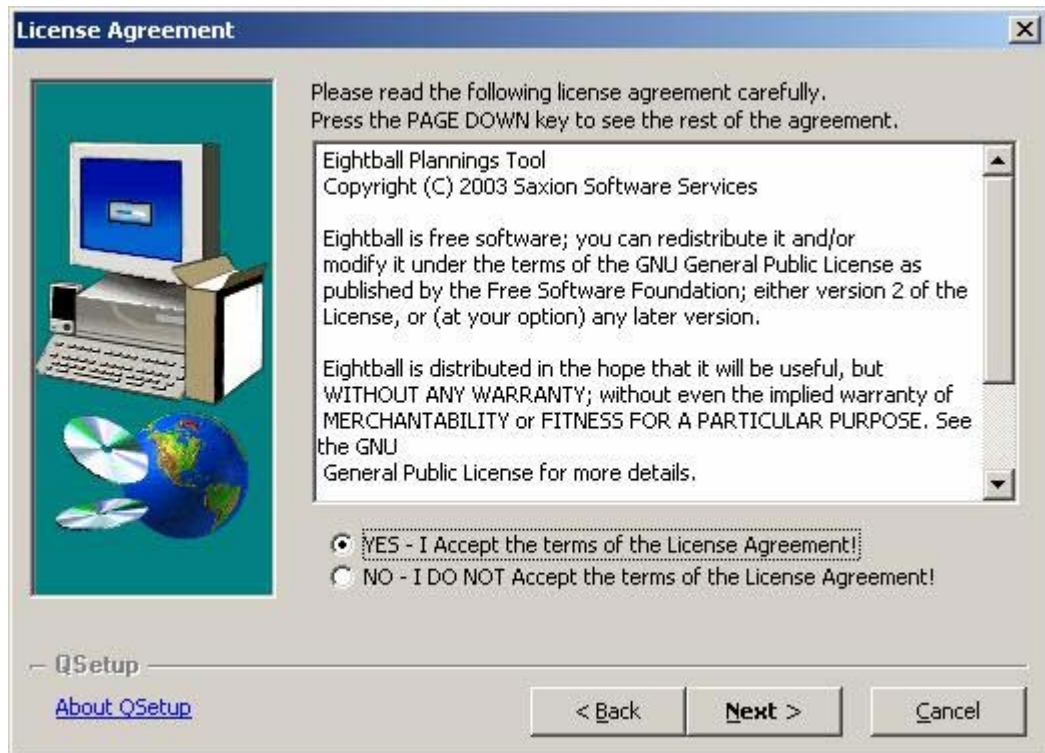 License Agreement
Please read the following license agreement carefully.
Press the PAGE DOWN key to see the rest of the agreement.
Eightball Plannings Tool
Copyright (C) 2003 Saxion Software Services
Eightball is free software; you can redistribute it and/or
modify it under the terms of the GNU General Public License as
published by the Free Software Foundation; either version 2 of the
License, or (at your option) any later version.
Eightball is distributed in the hope that it will be useful, but
WITHOUT ANY WARRANTY; without even the implied warranty of
MERCHANTABILITY or FITNESS FOR A PARTICULAR PURPOSE. See
the GNU
General Public License for more details.
YES - I Accept the terms of the License Agreement!
NO - I DO NOT Accept the terms of the License Agreement!
QSetup
About QSetup
< Back
Next >
Cancel